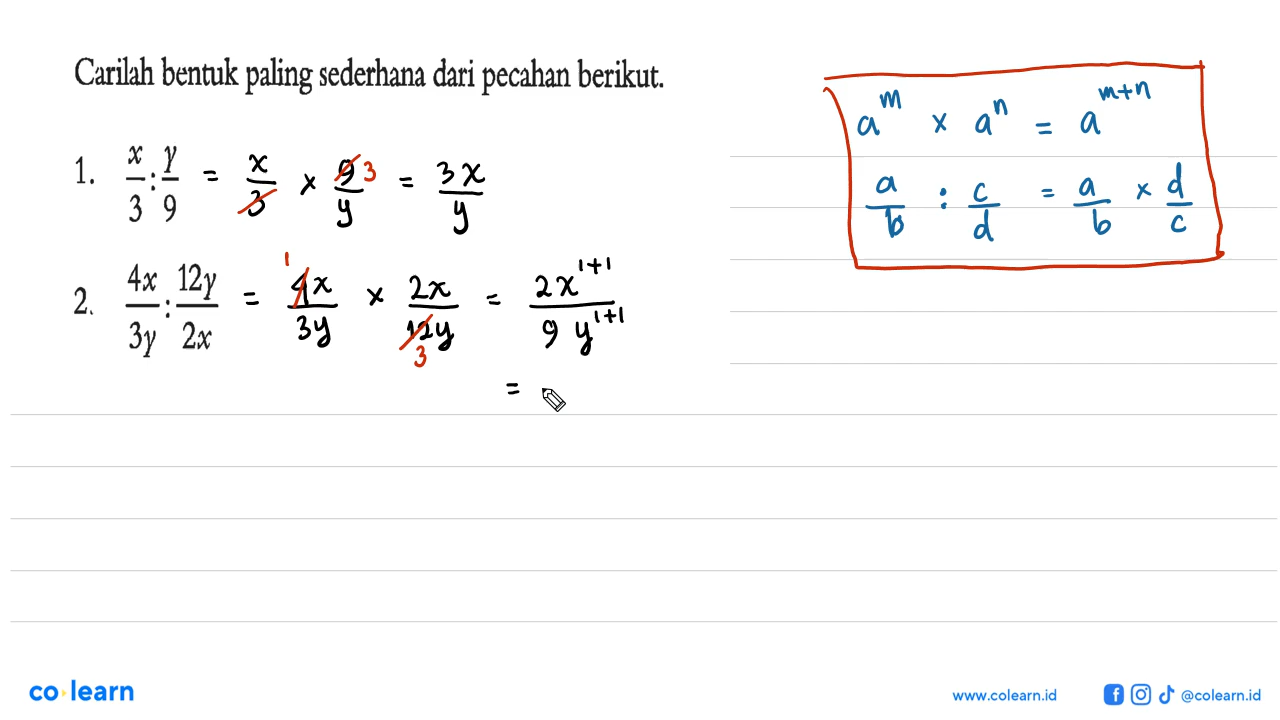 Carilah bentuk paling sederhana dari pecahan berikut.
1. x/3 : y/9 = x/3 × 9/y 3 = 3x/y
2. 4x/3y : 12y/2x = 1 4x/3y × 2x/12y 3 = 2x^(1+1)/9 y^(1+1)
=
a^m × a^n = a^(m+n)
a/b : c/d = a/b × d/c
co learn
www.colearn.id @colearn.id